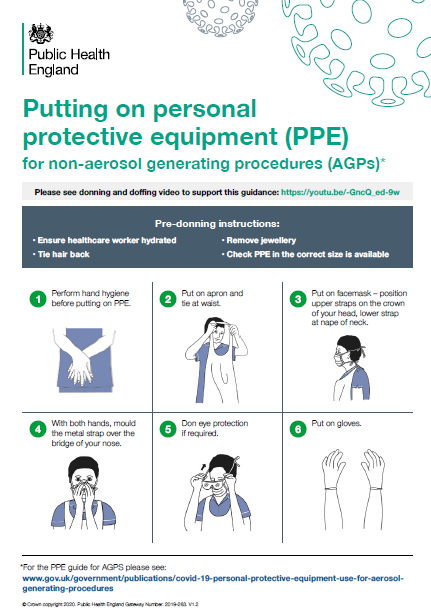 Public Health
England
Putting on personal
protective equipment (PPE)
for non-aerosol generating procedures (AGPs)*
Please see donning and doffing video to support this guidance: https://youtu.be/-GncQ_ed-9w
Pre-donning instructions:
• Ensure healthcare worker hydrated
• Tie hair back
• Remove jewellery
• Check PPE in the correct size is available
1 Perform hand hygiene
before putting on PPE.
2 Put on apron and
tie at waist.
3 Put on facemask – position
upper straps on the crown
of your head, lower strap
at nape of neck.
4 With both hands, mould
the metal strap over the
bridge of your nose.
5 Don eye protection
if required.
6 Put on gloves.
*For the PPE guide for AGPS please see:
www.gov.uk/government/publications/covid-19-personal-protective-equipment-use-for-aerosol-
generating-procedures
© Crown copyright 2020. Public Health England Gateway Number: 2019-263. V1.2